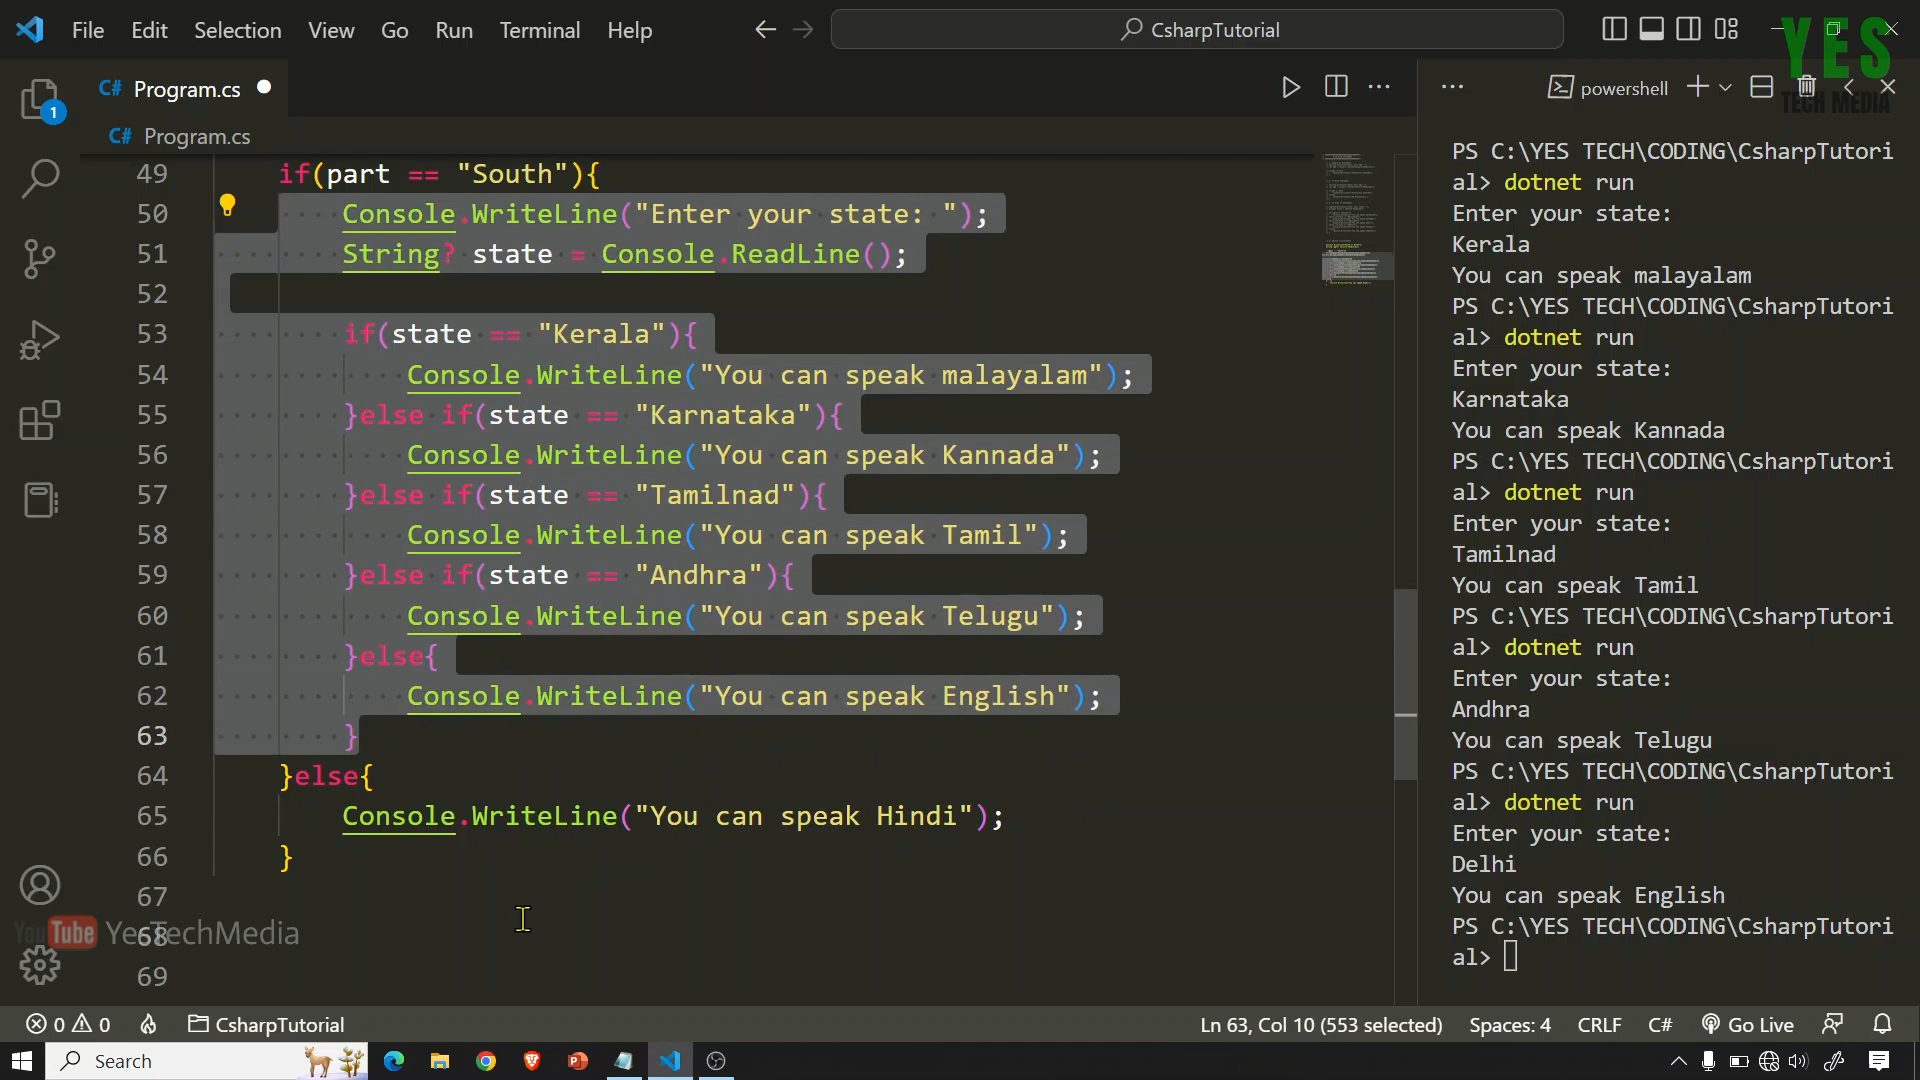 File Edit Selection View Go Run Terminal Help
CsharpTutorial
YES
TECH MEDIA
C# Program.cs
powershell
C# Program.cs
49 if(part == "South"){
50 Console.WriteLine("Enter your state: ");
51 String? state = Console.ReadLine();
52
53 if(state == "Kerala"){
54 Console.WriteLine("You can speak malayalam");
55 }else if(state == "Karnataka"){
56 Console.WriteLine("You can speak Kannada");
57 }else if(state == "Tamilnad"){
58 Console.WriteLine("You can speak Tamil");
59 }else if(state == "Andhra"){
60 Console.WriteLine("You can speak Telugu");
61 }else{
62 Console.WriteLine("You can speak English");
63 }
64 }else{
65 Console.WriteLine("You can speak Hindi");
66 }
67
68
69
YouTube YesTechMedia
1
PS C:\YES TECH\CODING\CsharpTutori
al> dotnet run
Enter your state:
Kerala
You can speak malayalam
PS C:\YES TECH\CODING\CsharpTutori
al> dotnet run
Enter your state:
Karnataka
You can speak Kannada
PS C:\YES TECH\CODING\CsharpTutori
al> dotnet run
Enter your state:
Tamilnad
You can speak Tamil
PS C:\YES TECH\CODING\CsharpTutori
al> dotnet run
Enter your state:
Andhra
You can speak Telugu
PS C:\YES TECH\CODING\CsharpTutori
al> dotnet run
Enter your state:
Delhi
You can speak English
PS C:\YES TECH\CODING\CsharpTutori
al>
0 0 CsharpTutorial Ln 63, Col 10 (553 selected) Spaces: 4 CRLF C# Go Live
Search